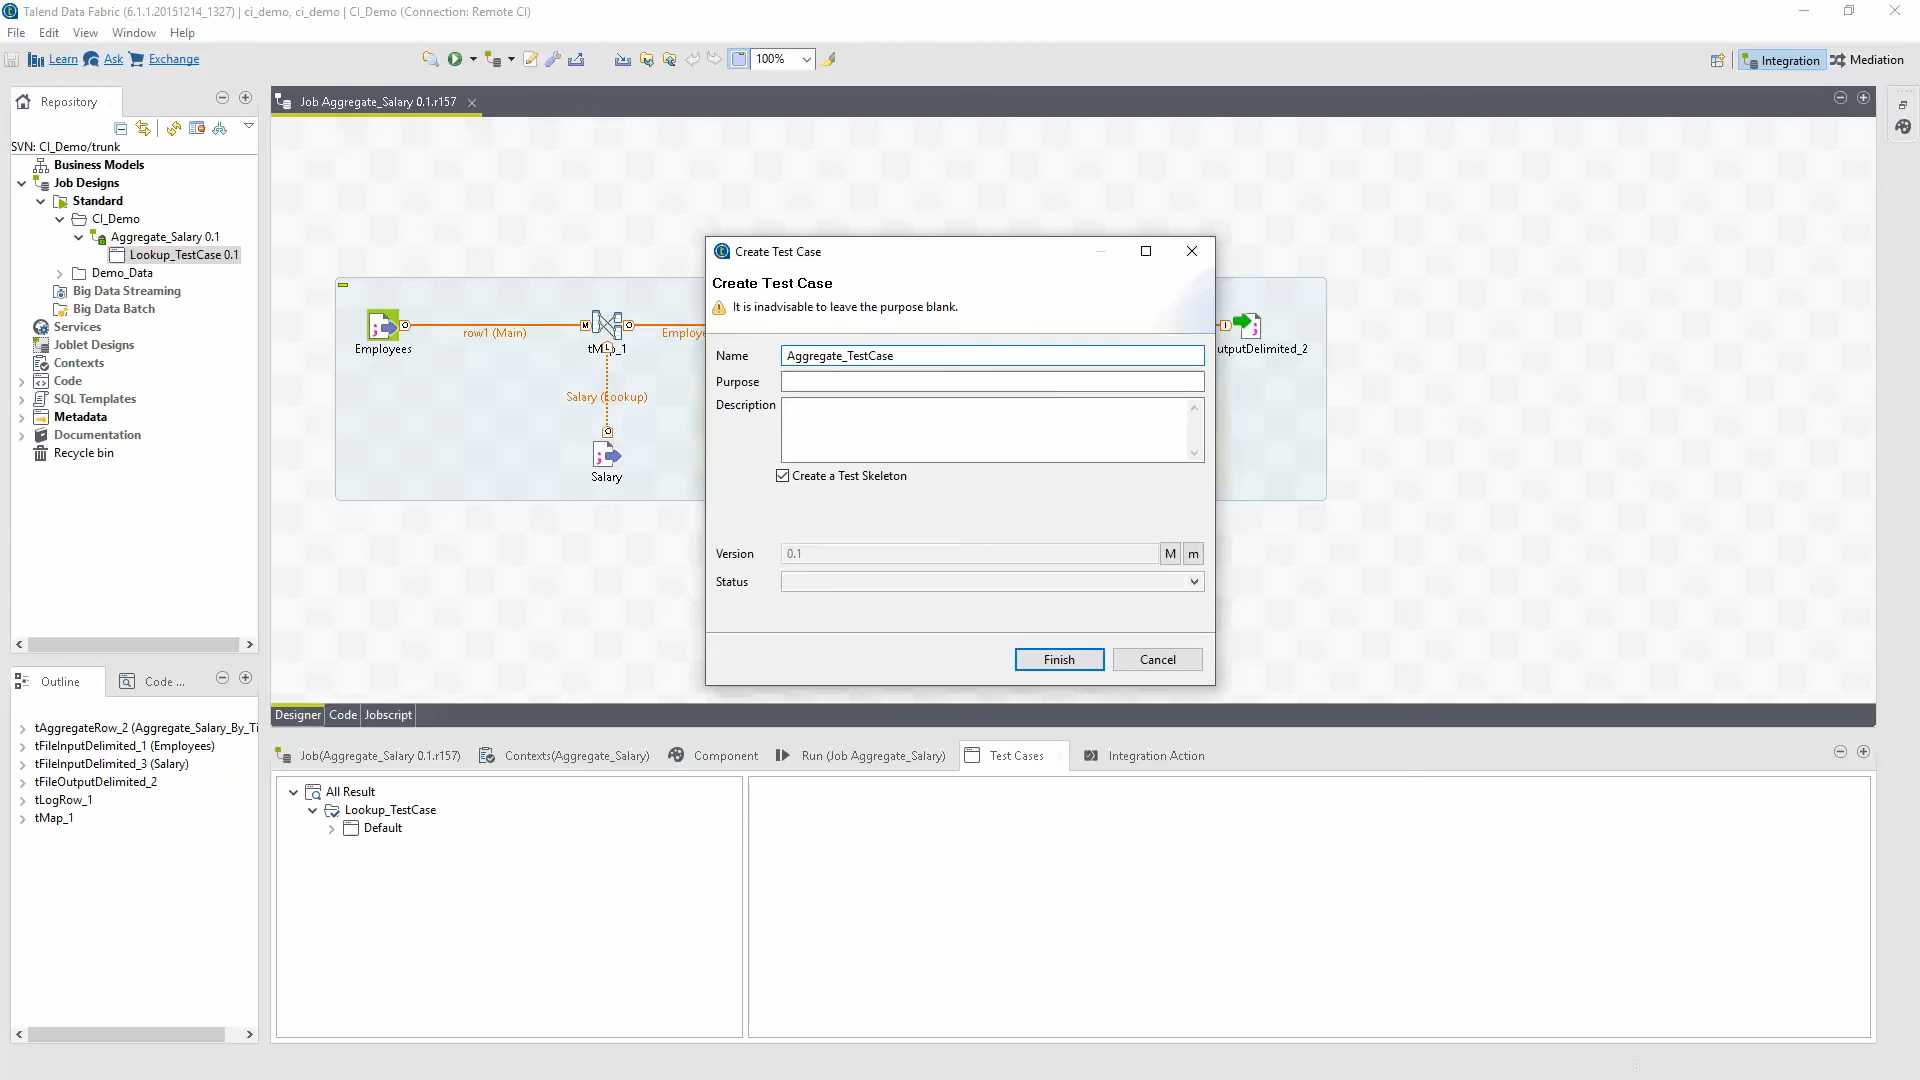 Talend Data Fabric (6.1.1.20151214_1327) | ci_demo, ci_demo | CI_Demo (Connection: Remote CI)
File Edit View Window Help
Learn Ask Exchange
100%
Integration
Mediation
Repository
Job Aggregate_Salary 0.1.r157
SVN: CI_Demo/trunk
Business Models
Job Designs
Standard
CI_Demo
Aggregate_Salary 0.1
Lookup_TestCase 0.1
Demo_Data
Big Data Streaming
Big Data Batch
Services
Joblet Designs
Contexts
Code
SQL Templates
Metadata
Documentation
Recycle bin
Employees
row1 (Main)
tMap_1
Employe
Salary (Lookup)
Salary
utputDelimited_2
Create Test Case
Create Test Case
It is inadvisable to leave the purpose blank.
Name Aggregate_TestCase
Purpose
Description
Create a Test Skeleton
Version 0.1 M m
Status
Finish Cancel
Outline Code ...
tAggregateRow_2 (Aggregate_Salary_By_Ti
tFileInputDelimited_1 (Employees)
tFileInputDelimited_3 (Salary)
tFileOutputDelimited_2
tLogRow_1
tMap_1
Designer Code Jobscript
Job(Aggregate_Salary 0.1.r157) Contexts(Aggregate_Salary) Component Run (Job Aggregate_Salary) Test Cases Integration Action
All Result
Lookup_TestCase
Default